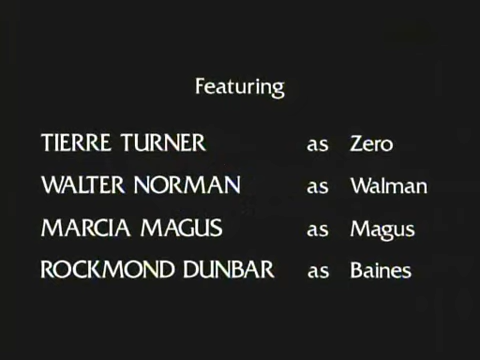 Featuring
TIERRE TURNER as Zero
WALTER NORMAN as Walman
MARCIA MAGUS as Magus
ROCKMOND DUNBAR as Baines